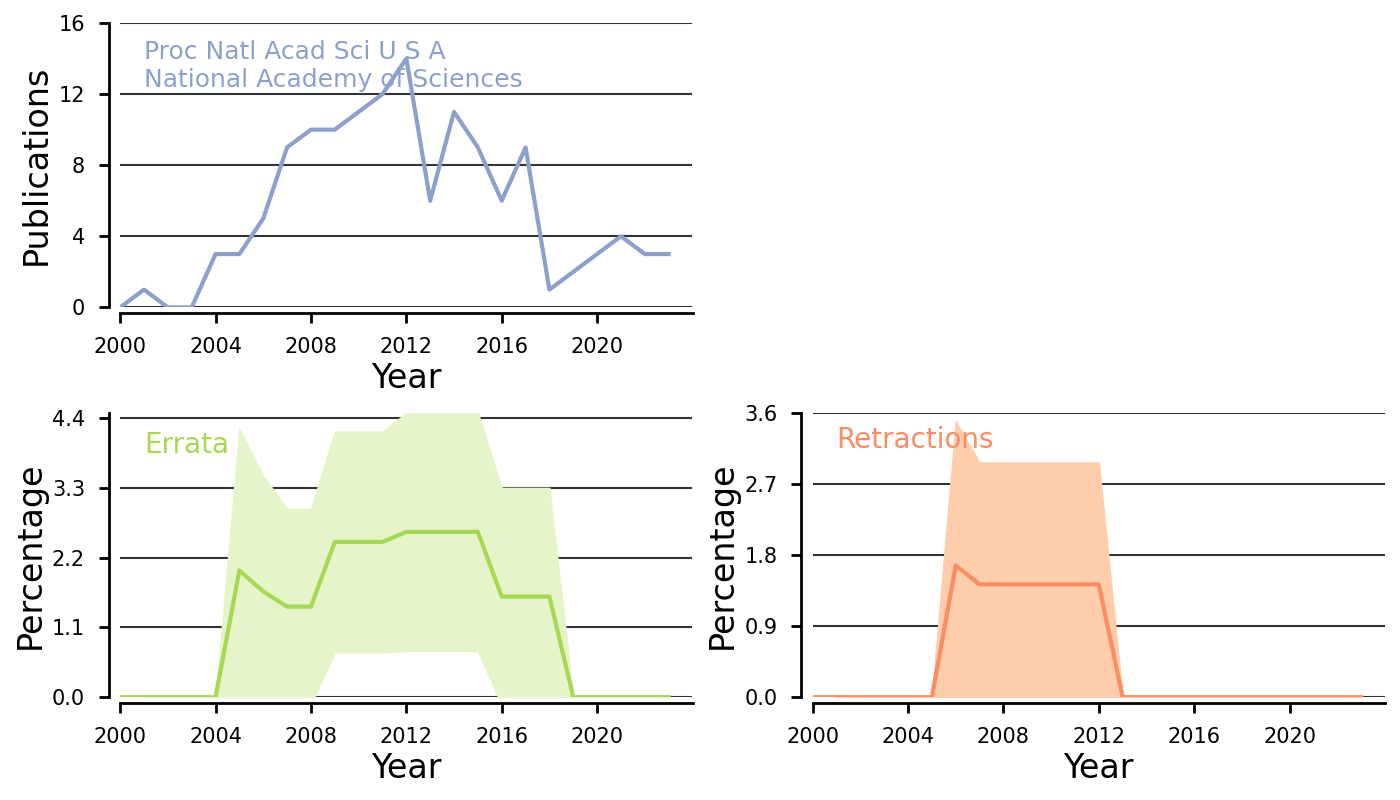 Publications
16
12
8
4
0
Proc Natl Acad Sci U S A
National Academy of Sciences
2000 2004 2008 2012 2016 2020
Year
Percentage
4.4
3.3
2.2
1.1
0.0
Errata
2000 2004 2008 2012 2016 2020
Year
Percentage
3.6
2.7
1.8
0.9
0.0
Retractions
2000 2004 2008 2012 2016 2020
Year